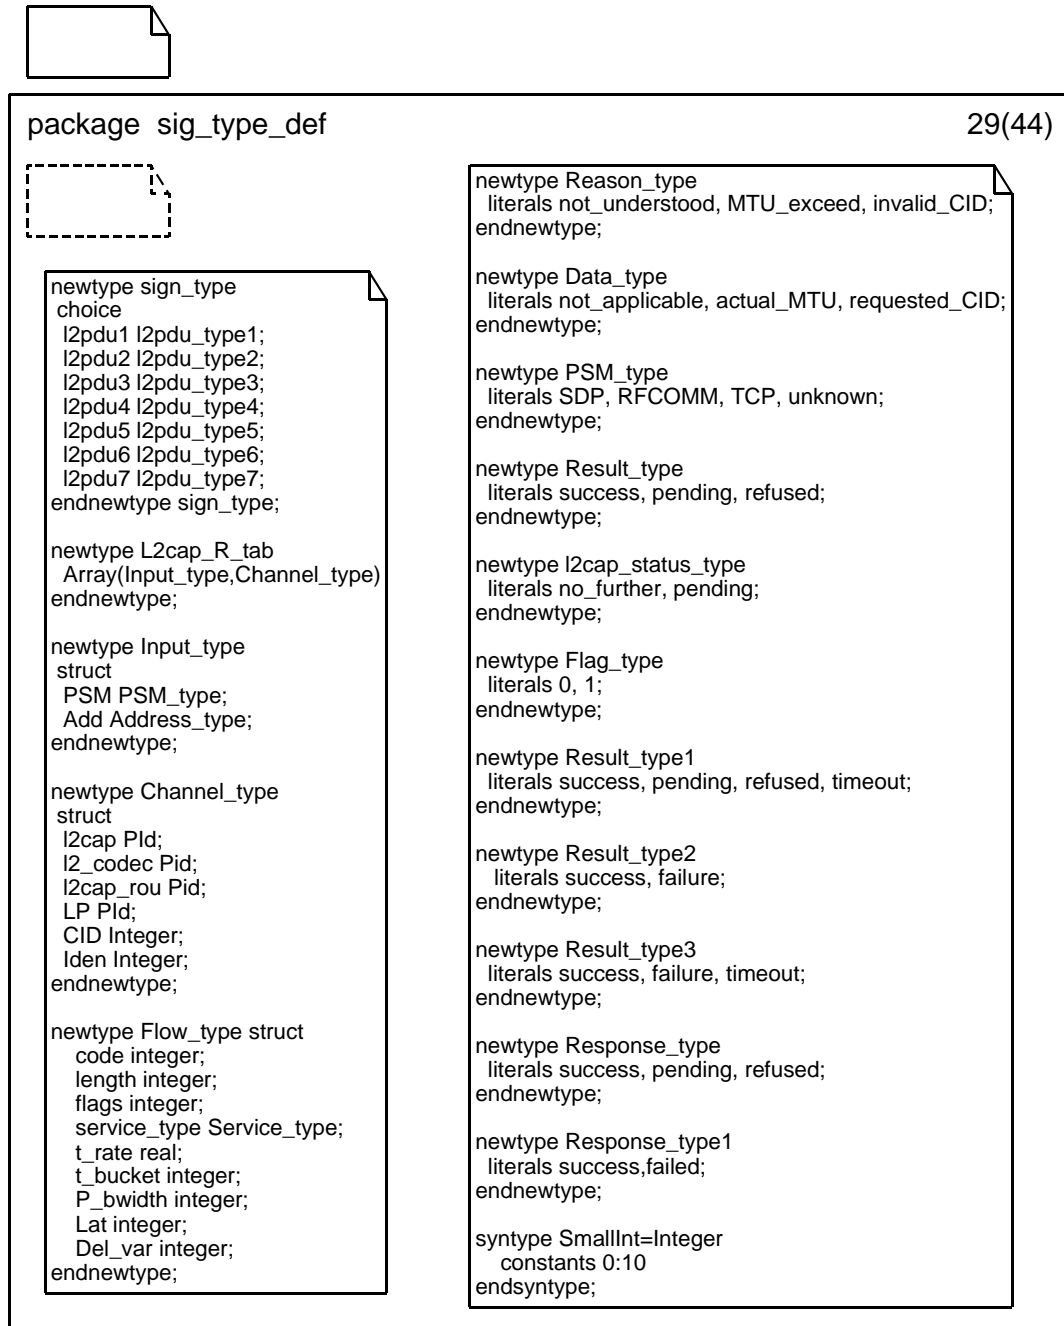 package sig_type_def
29(44)
newtype sign_type
choice
l2pdu1 l2pdu_type1;
l2pdu2 l2pdu_type2;
l2pdu3 l2pdu_type3;
l2pdu4 l2pdu_type4;
l2pdu5 l2pdu_type5;
l2pdu6 l2pdu_type6;
l2pdu7 l2pdu_type7;
endnewtype sign_type;
newtype L2cap_R_tab
Array(Input_type,Channel_type)
endnewtype;
newtype Input_type
struct
PSM PSM_type;
Add Address_type;
endnewtype;
newtype Channel_type
struct
l2cap PId;
l2_codec Pid;
l2cap_rou Pid;
LP PId;
CID Integer;
Iden Integer;
endnewtype;
newtype Flow_type struct
code integer;
length integer;
flags integer;
service_type Service_type;
t_rate real;
t_bucket integer;
P_bwidth integer;
Lat integer;
Del_var integer;
endnewtype;
newtype Reason_type
literals not_understood, MTU_exceed, invalid_CID;
endnewtype;
newtype Data_type
literals not_applicable, actual_MTU, requested_CID;
endnewtype;
newtype PSM_type
literals SDP, RFCOMM, TCP, unknown;
endnewtype;
newtype Result_type
literals success, pending, refused;
endnewtype;
newtype l2cap_status_type
literals no_further, pending;
endnewtype;
newtype Flag_type
literals 0, 1;
endnewtype;
newtype Result_type1
literals success, pending, refused, timeout;
endnewtype;
newtype Result_type2
literals success, failure;
endnewtype;
newtype Result_type3
literals success, failure, timeout;
endnewtype;
newtype Response_type
literals success, pending, refused;
endnewtype;
newtype Response_type1
literals success,failed;
endnewtype;
syntype SmallInt=Integer
constants 0:10
endsyntype;